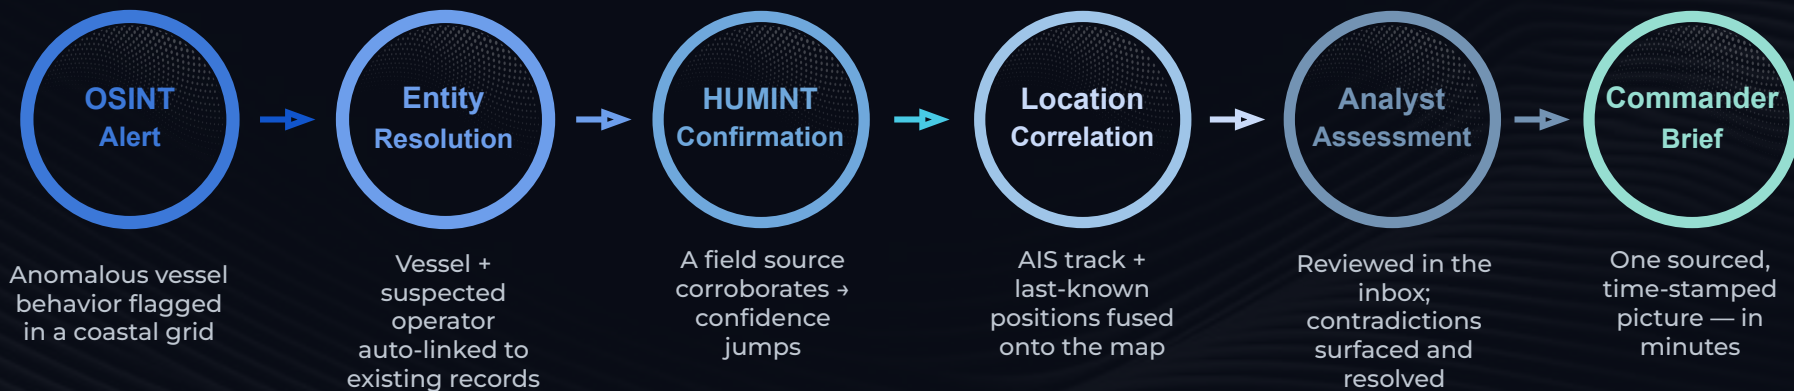 OSINT
Alert
Entity
Resolution
HUMINT
Confirmation
Location
Correlation
Analyst
Assessment
Commander
Brief
Anomalous vessel
behavior flagged
in a coastal grid
Vessel +
suspected
operator
auto-linked to
existing records
A field source
corroborates →
confidence
jumps
AIS track +
last-known
positions fused
onto the map
Reviewed in the
inbox;
contradictions
surfaced and
resolved
One sourced,
time-stamped
picture — in
minutes